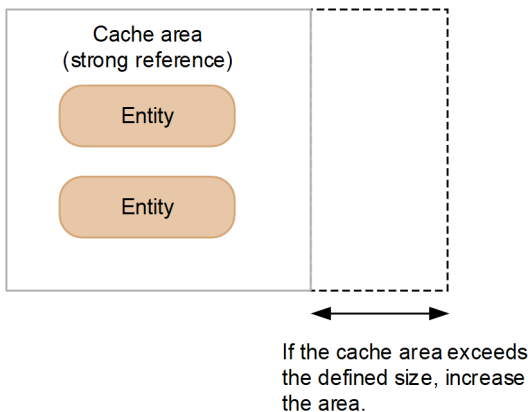 Cache area
(strong reference)
Entity
Entity
If the cache area exceeds
the defined size, increase
the area.